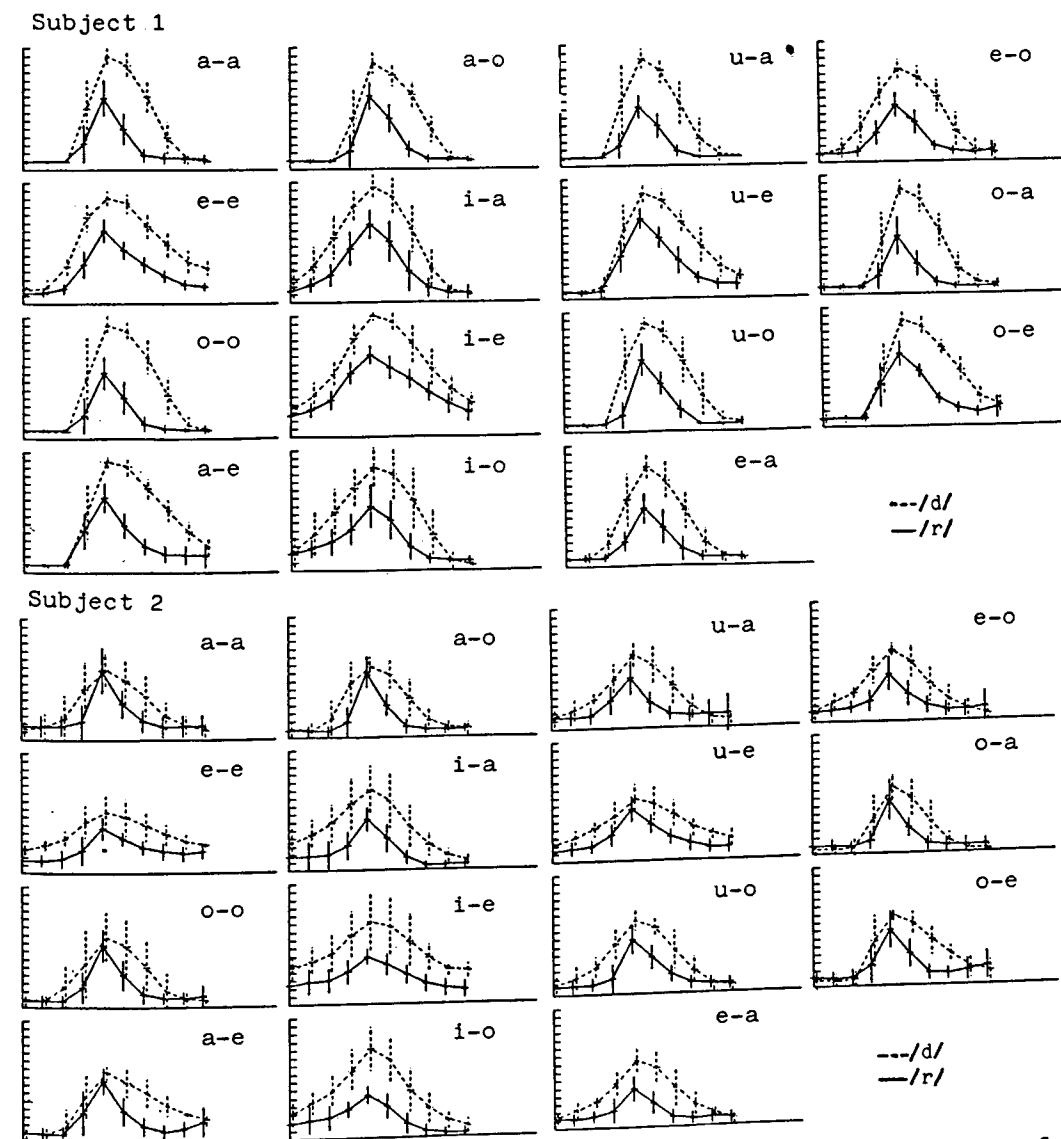 Subject 1
a-a a-o u-a e-o
e-e i-a u-e o-a
o-o i-e u-o o-e
a-e i-o e-a
---/d/
—/r/
Subject 2
a-a a-o u-a e-o
e-e i-a u-e o-a
o-o i-e u-o o-e
a-e i-o e-a
---/d/
—/r/